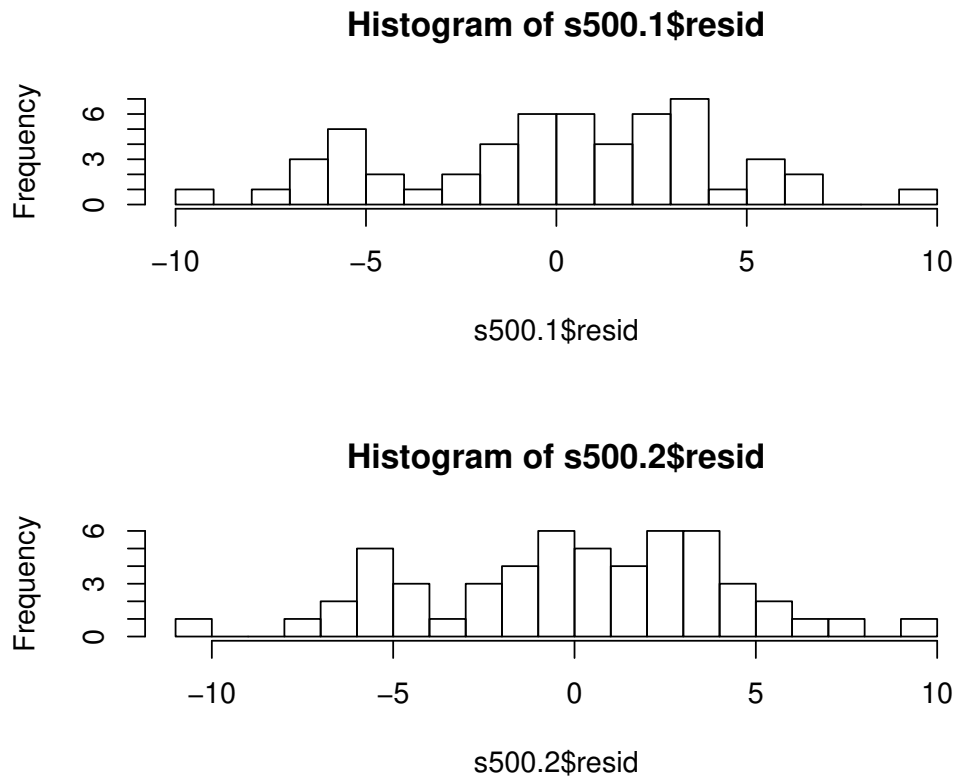 Histogram of s500.1$resid
Frequency
0 3 6
−10 −5 0 5 10
s500.1$resid
Histogram of s500.2$resid
Frequency
0 3 6
−10 −5 0 5 10
s500.2$resid